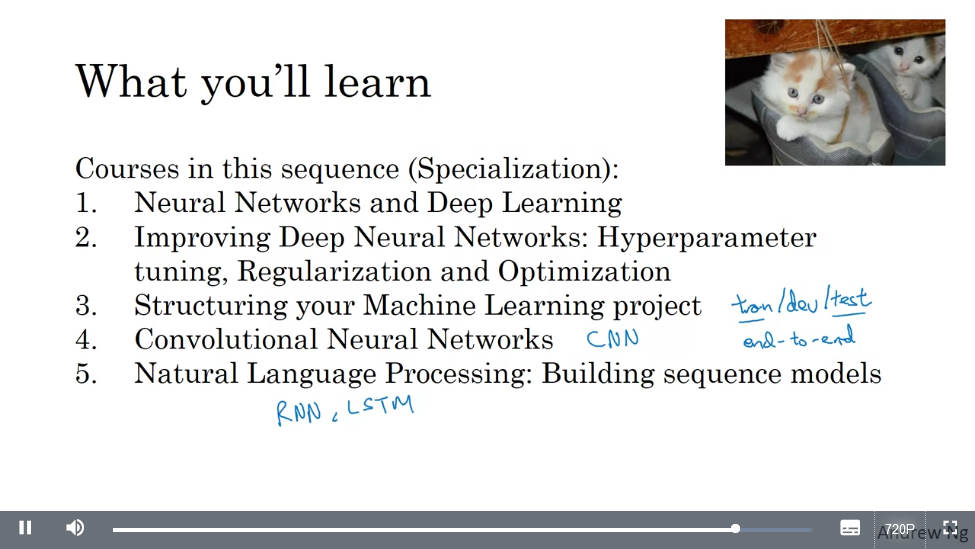 What you'll learn
Courses in this sequence (Specialization):
1. Neural Networks and Deep Learning
2. Improving Deep Neural Networks: Hyperparameter
tuning, Regularization and Optimization
3. Structuring your Machine Learning project train/dev/test
end-to-end
4. Convolutional Neural Networks CNN
5. Natural Language Processing: Building sequence models
RNN, LSTM
720P
Andrew Ng